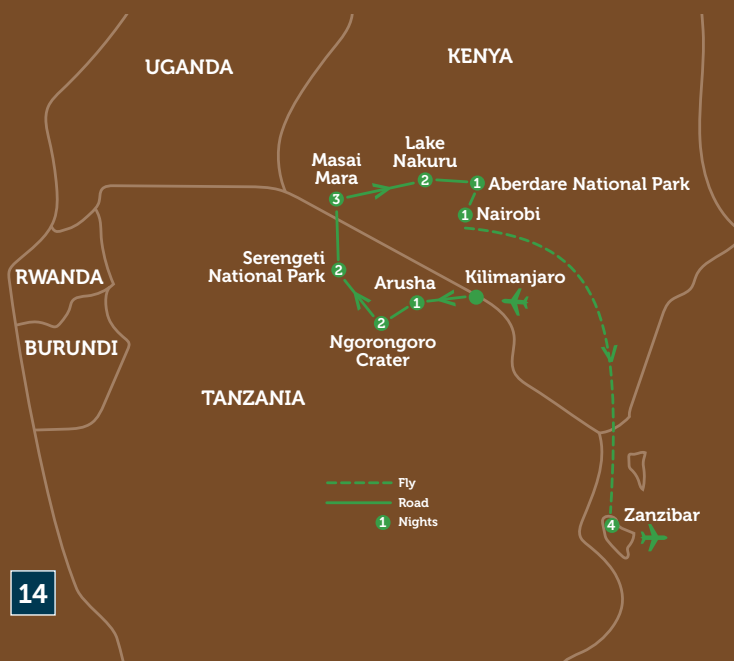 UGANDA
KENYA
Lake
Nakuru
Masai
Mara
2
1
Aberdare National Park
3
1
Nairobi
RWANDA
Serengeti
National Park
2
Arusha
Kilimanjaro
1
2
Ngorongoro
Crater
BURUNDI
TANZANIA
Fly
Road
1
Nights
4
Zanzibar
14